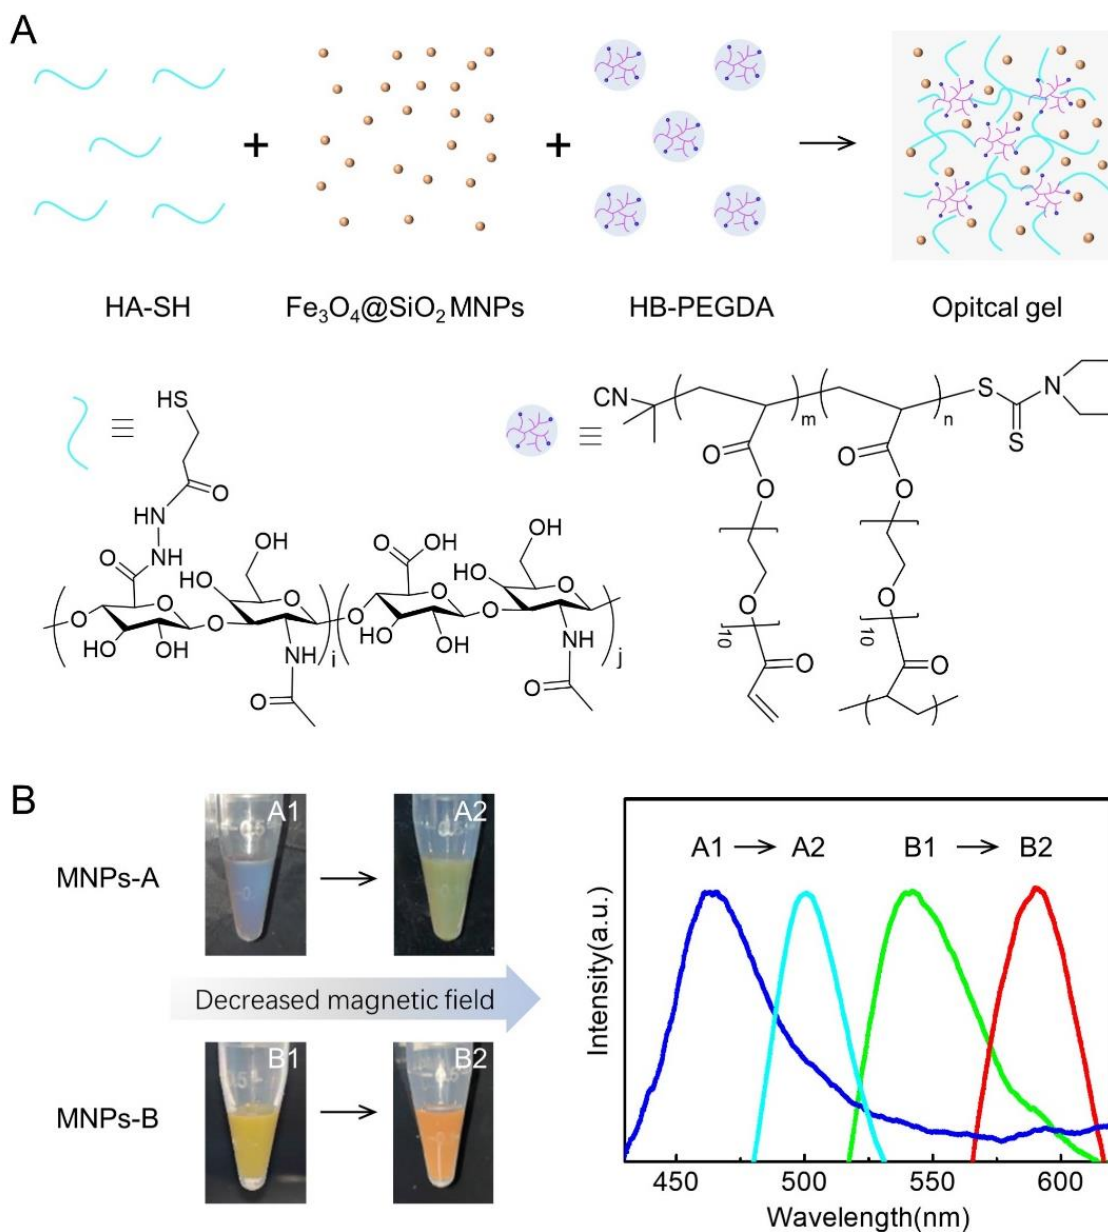 A
+ + →
HA-SH Fe₃O₄@SiO₂ MNPs HB-PEGDA Opitcal gel
HS
O
HN
NH
O
OH
HO
O
O
O
HO
OH
O
NH
O
i
O
OH
O
O
HO
OH
OH
HO
O
O
NH
O
j
CN
m
n
S
S
N
O
O
O
10
O
O
O
O
10
O
B
MNPs-A A1 → A2
Decreased magnetic field
MNPs-B B1 → B2
A1 → A2 B1 → B2
Intensity(a.u.)
450 500 550 600
Wavelength(nm)